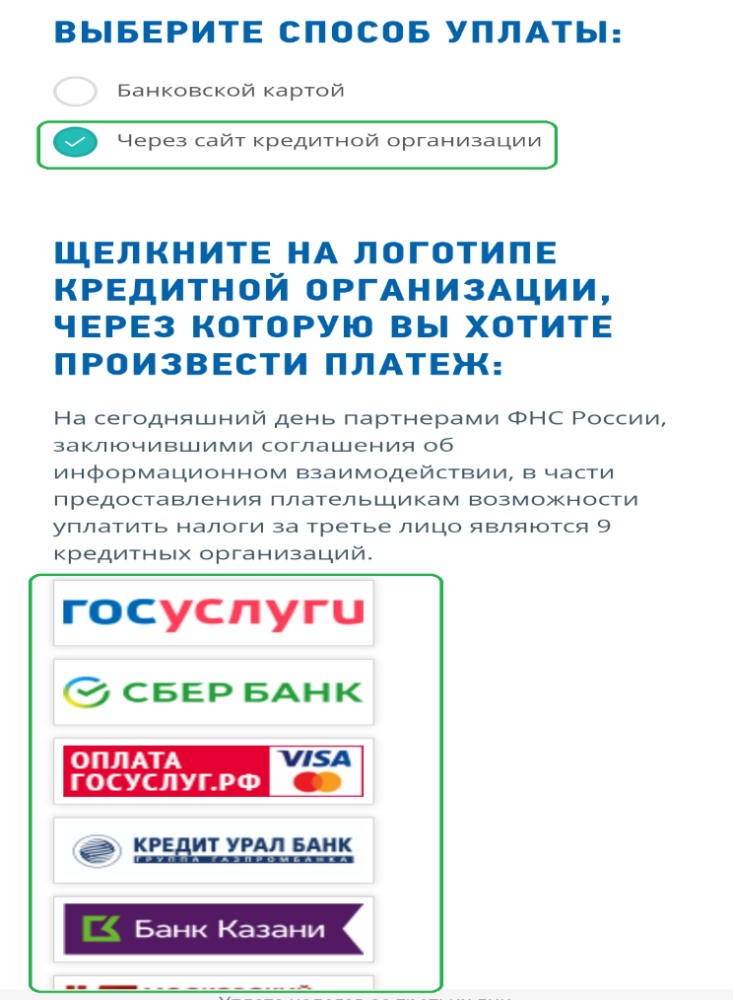 ВЫБЕРИТЕ СПОСОБ УПЛАТЫ:
Банковской картой
Через сайт кредитной организации
ЩЕЛКНИТЕ НА ЛОГОТИПЕ
КРЕДИТНОЙ ОРГАНИЗАЦИИ,
ЧЕРЕЗ КОТОРУЮ ВЫ ХОТИТЕ
ПРОИЗВЕСТИ ПЛАТЕЖ:
На сегодняшний день партнерами ФНС России,
заключившими соглашения об
информационном взаимодействии, в части
предоставления плательщикам возможности
уплатить налоги за третье лицо являются 9
кредитных организаций.
госуслуги
СБЕР БАНК
ОПЛАТА
ГОСУСЛУГ.РФ
VISA
КРЕДИТ УРАЛ БАНК
ГРУППА ГАЗПРОМБАНКА
Банк Казани